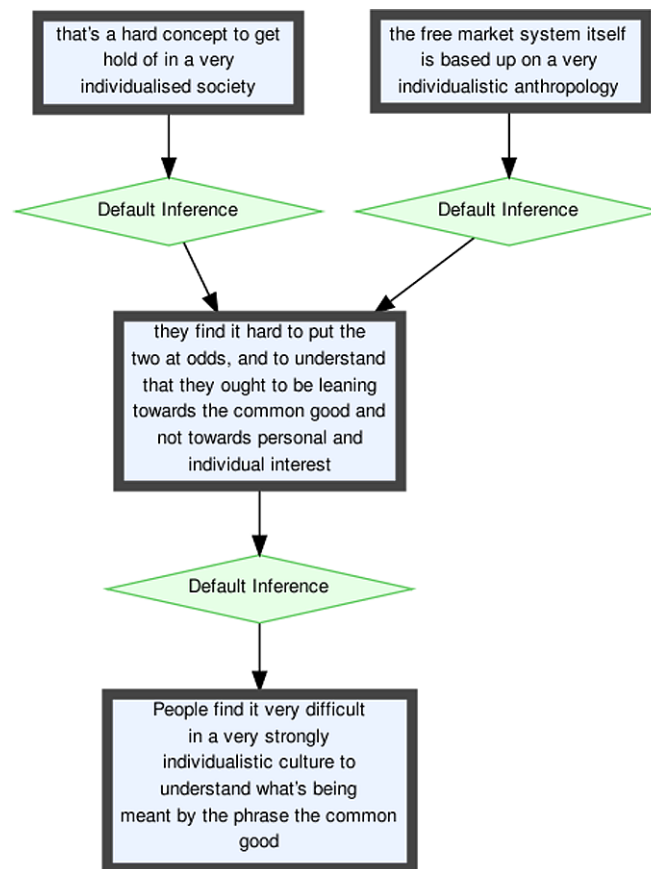 that's a hard concept to get
hold of in a very
individualised society
the free market system itself
is based up on a very
individualistic anthropology
Default Inference
Default Inference
they find it hard to put the
two at odds, and to understand
that they ought to be leaning
towards the common good and
not towards personal and
individual interest
Default Inference
People find it very difficult
in a very strongly
individualistic culture to
understand what's being
meant by the phrase the common
good